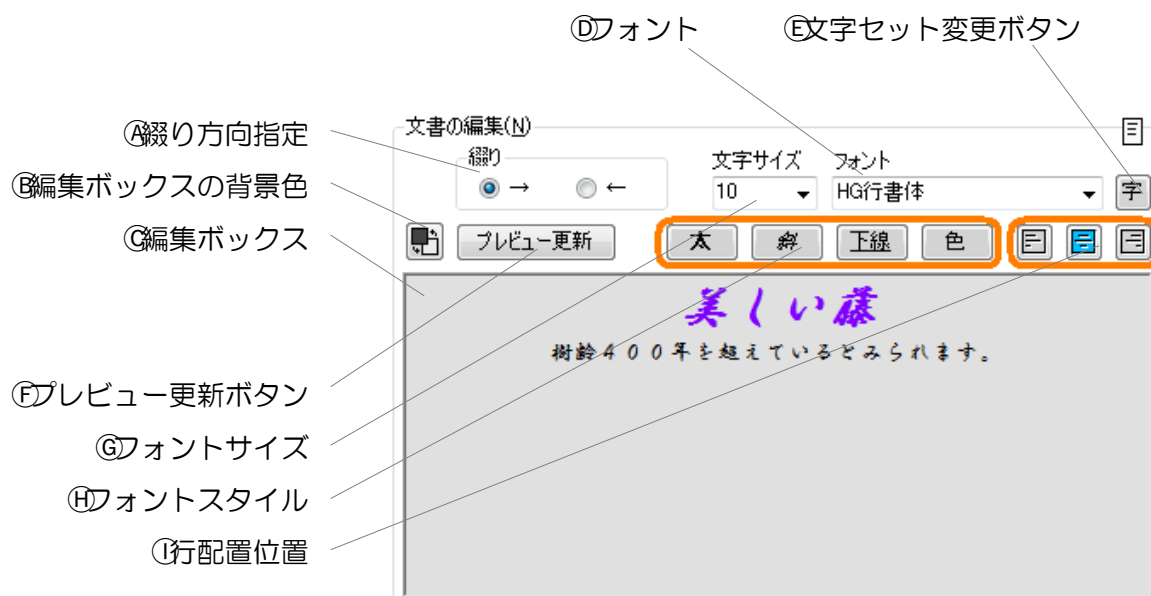 Ⓓフォント
Ⓔ文字セット変更ボタン
Ⓐ綴り方向指定
Ⓑ編集ボックスの背景色
Ⓒ編集ボックス
文書の編集(N)
綴り
→
←
文字サイズ
フォント
10
HG行書体
字
プレビュー更新
太
斜
下線
色
美しい藤
樹齢400年を超えているとみられます。
Ⓕプレビュー更新ボタン
Ⓖフォントサイズ
Ⓗフォントスタイル
Ⓘ行配置位置